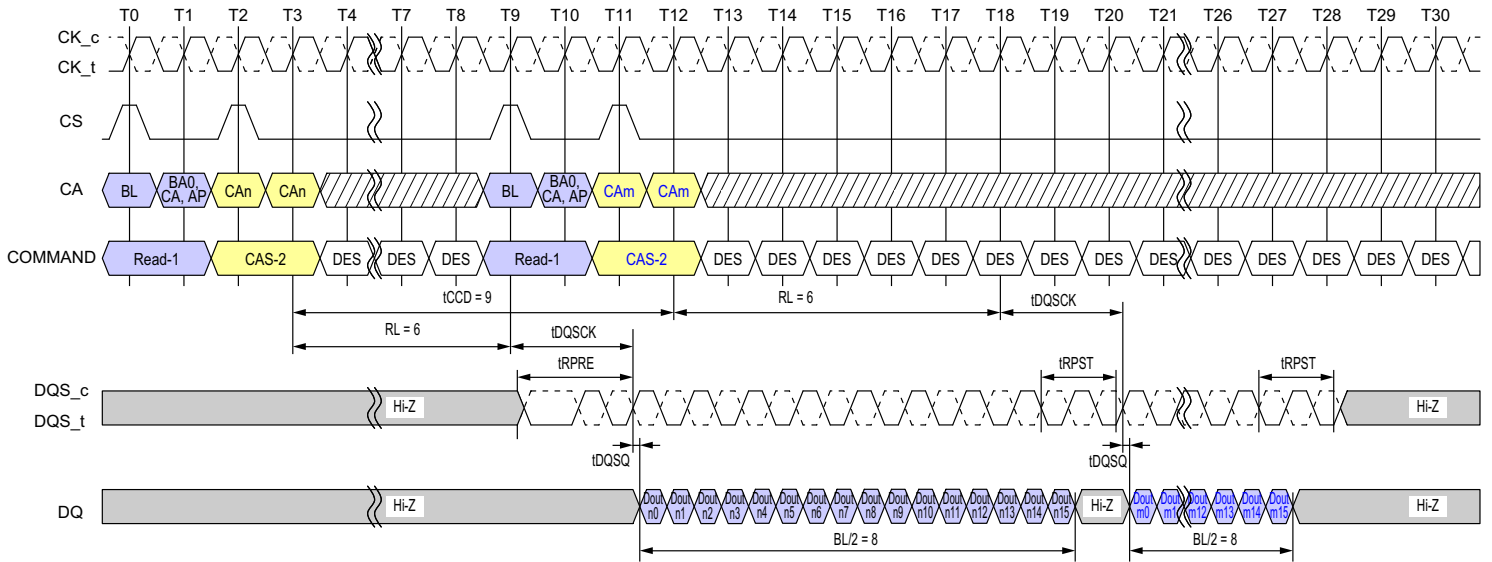 T0 T1 T2 T3 T4 T7 T8 T9 T10 T11 T12 T13 T14 T15 T16 T17 T18 T19 T20 T21 T26 T27 T28 T29 T30
CK_c
CK_t
CS
CA BL BA0, CA, AP CAn CAn BL BA0, CA, AP CAm CAm
COMMAND Read-1 CAS-2 DES DES DES Read-1 CAS-2 DES DES DES DES DES DES DES DES DES DES DES DES DES DES
tCCD = 9 RL = 6 tDQSCK
RL = 6 tDQSCK
tRPRE tRPST tRPST
DQS_c
DQS_t
Hi-Z Hi-Z
tDQSQ tDQSQ
DQ Hi-Z Dout n0 Dout n1 Dout n2 Dout n3 Dout n4 Dout n5 Dout n6 Dout n7 Dout n8 Dout n9 Dout n10 Dout n11 Dout n12 Dout n13 Dout n14 Dout n15 Hi-Z Dout m0 Dout m1 Dout m12 Dout m13 Dout m14 Dout m15 Hi-Z
BL/2 = 8 BL/2 = 8